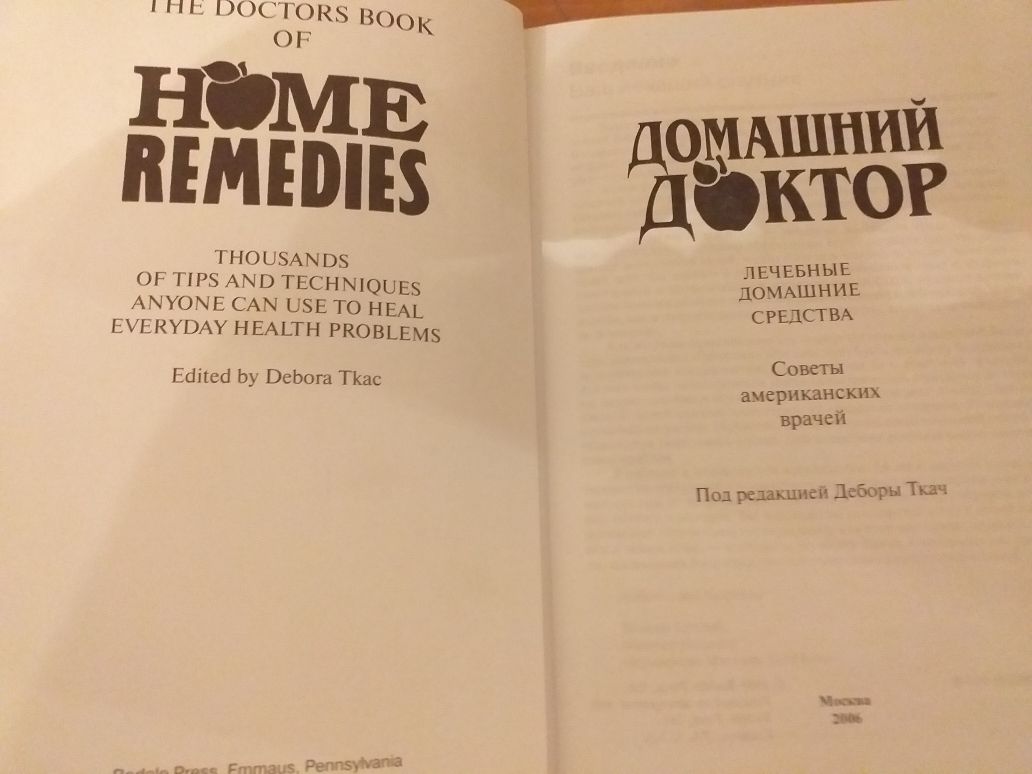 THE DOCTORS BOOK
OF
HOME
REMEDIES
THOUSANDS
OF TIPS AND TECHNIQUES
ANYONE CAN USE TO HEAL
EVERYDAY HEALTH PROBLEMS
Edited by Debora Tkac
Rodale Press, Emmaus, Pennsylvania
ДОМАШНИЙ
ДОКТОР
ЛЕЧЕБНЫЕ
ДОМАШНИЕ
СРЕДСТВА
Советы
американских
врачей
Под редакцией Деборы Ткач
Москва
2006